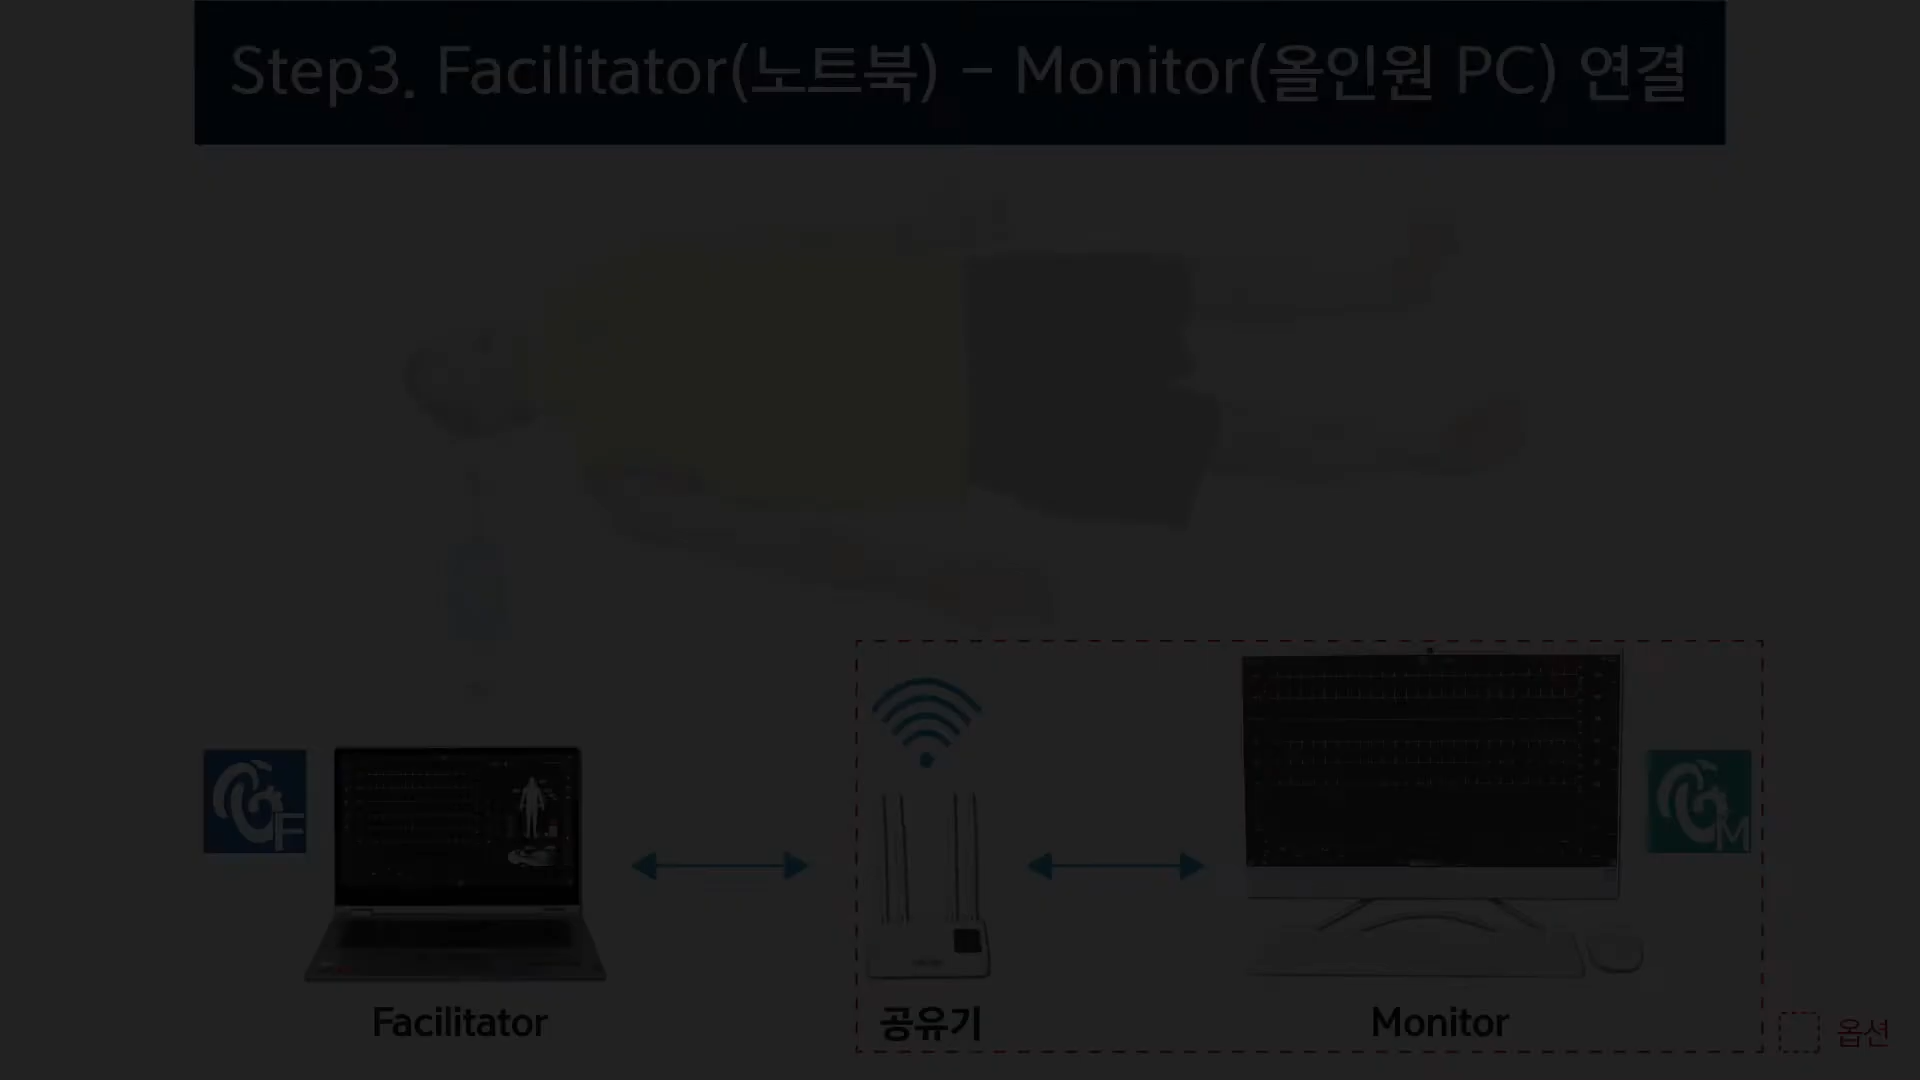 Step3. Facilitator(노트북) - Monitor(올인원 PC) 연결
F
M
Facilitator
공유기
Monitor
옵션